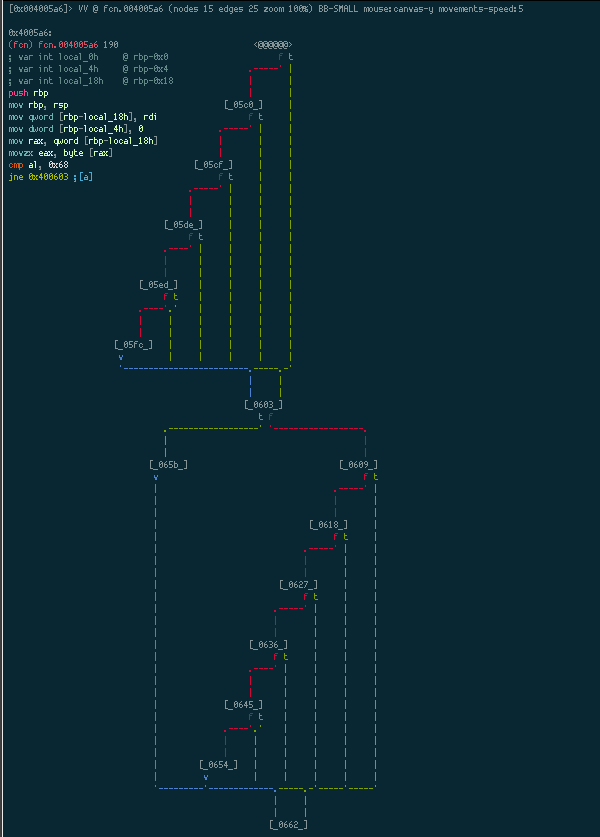 [0x004005a6]> VV @ fcn.004005a6 (nodes 15 edges 25 zoom 100%) BB-SMALL mouse:canvas-y movements-speed:5
0x4005a6:
(fcn) fcn.004005a6 190
; var int local_0h @ rbp-0x0
; var int local_4h @ rbp-0x4
; var int local_18h @ rbp-0x18
push rbp
mov rbp, rsp
mov qword [rbp-local_18h], rdi
mov dword [rbp-local_4h], 0
mov rax, qword [rbp-local_18h]
movzx eax, byte [rax]
cmp al, 0x68
jne 0x400603 ;[a]
<@@@@@@>
f t
[_05c0_]
f t
[_05cf_]
f t
[_05de_]
f t
[_05ed_]
f t
[_05fc_]
v
[_0603_]
t f
[_065b_] [_0609_]
v f t
[_0618_]
f t
[_0627_]
f t
[_0636_]
f t
[_0645_]
f t
[_0654_]
v
[_0662_]